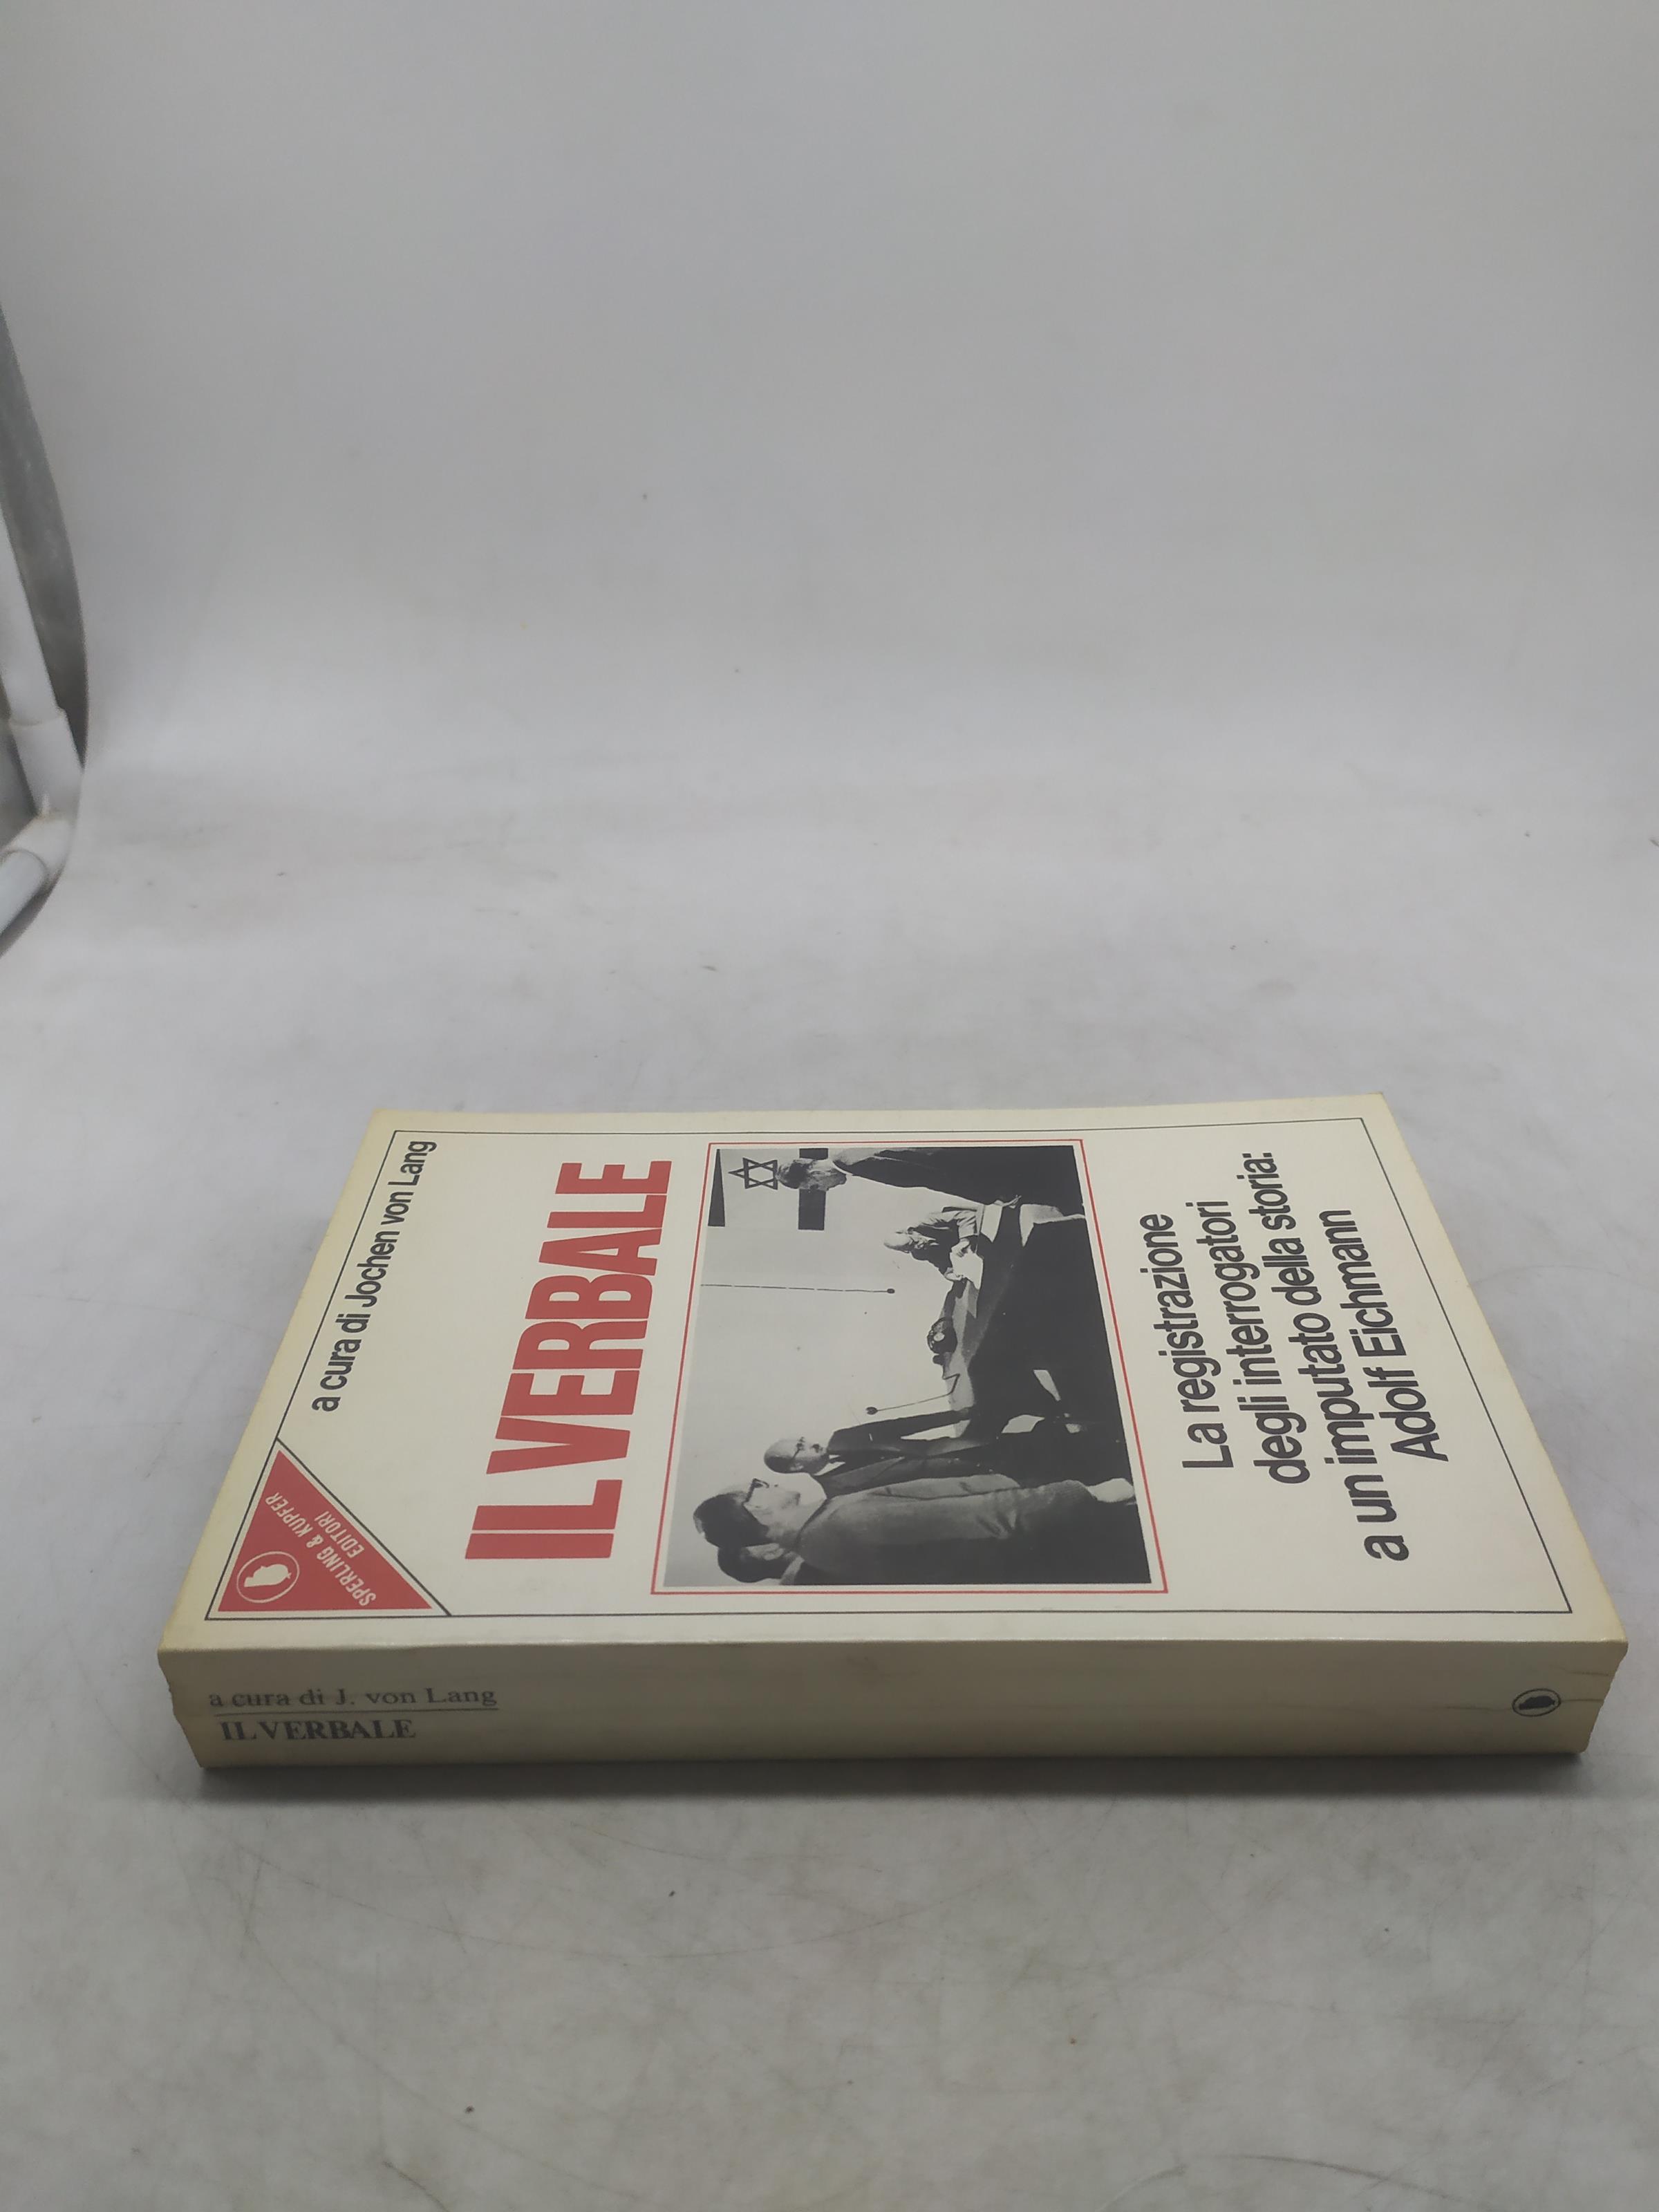 a cura di Jochen von Lang
SPERLING & KUPFER
EDITORI
IL VERBALE
La registrazione
degli interrogatori
a un imputato della storia:
Adolf Eichmann
a cura di J. von Lang
IL VERBALE